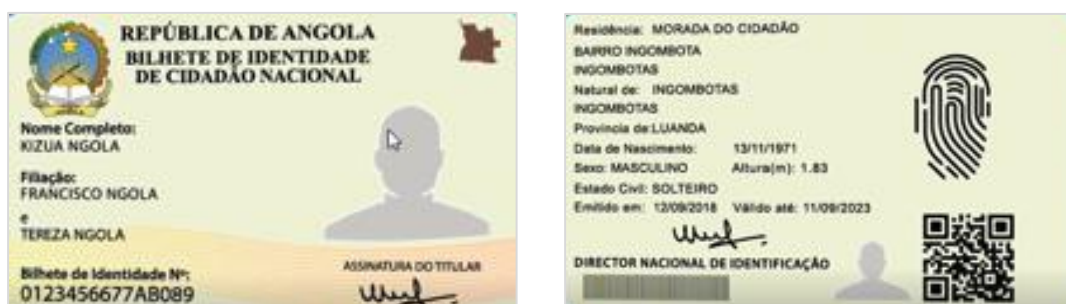 REPÚBLICA DE ANGOLA
BILHETE DE IDENTIDADE
DE CIDADÃO NACIONAL
Nome Completo:
KIZUA NGOLA
Filiação:
FRANCISCO NGOLA
e
TEREZA NGOLA
Bilhete de Identidade Nº:
0123456677AB089
ASSINATURA DO TITULAR
Residência: MORADA DO CIDADÃO
BAIRRO INGOMBOTA
INGOMBOTAS
Natural de: INGOMBOTAS
INGOMBOTAS
Provincia de:LUANDA
Data de Nascimento: 13/11/1971
Sexo: MASCULINO Altura(m): 1.83
Estado Civil: SOLTEIRO
Emitido em: 12/09/2018 Válido até: 11/09/2023
DIRECTOR NACIONAL DE IDENTIFICAÇÃO